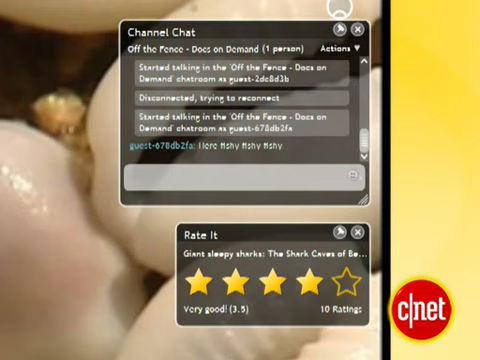 Channel Chat
Off the Fence - Docs on Demand (1 person) Actions
Started talking in the 'Off the Fence - Docs on
Demand' chatroom as guest-2dc8d3b
Disconnected, trying to reconnect
Started talking in the 'Off the Fence - Docs on
Demand' chatroom as guest-678db2fa
guest-678db2fa: Here fishy fishy fishy
Rate It
Giant sleepy sharks: The Shark Caves of Be...
Very good! (3.5) 10 Ratings
c|net